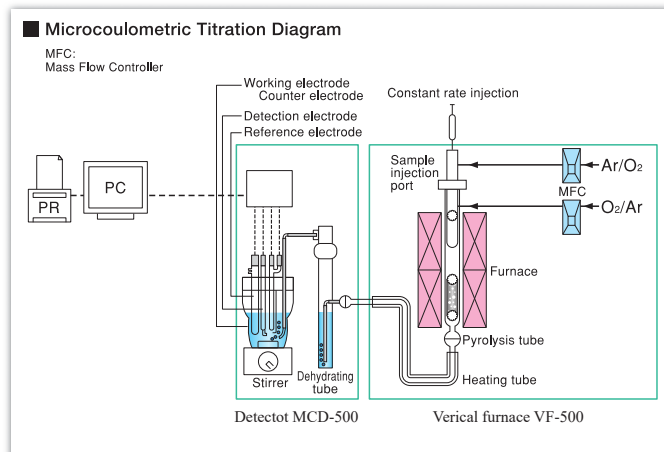 Microcoulometric Titration Diagram
MFC:
Mass Flow Controller
Working electrode
Counter electrode
Detection electrode
Reference electrode
Constant rate injection
Sample
injection
port
Ar/O₂
MFC
O₂/Ar
PC
PR
Furnace
Pyrolysis tube
Heating tube
Stirrer
Dehydrating
tube
Detectot MCD-500
Verical furnace VF-500